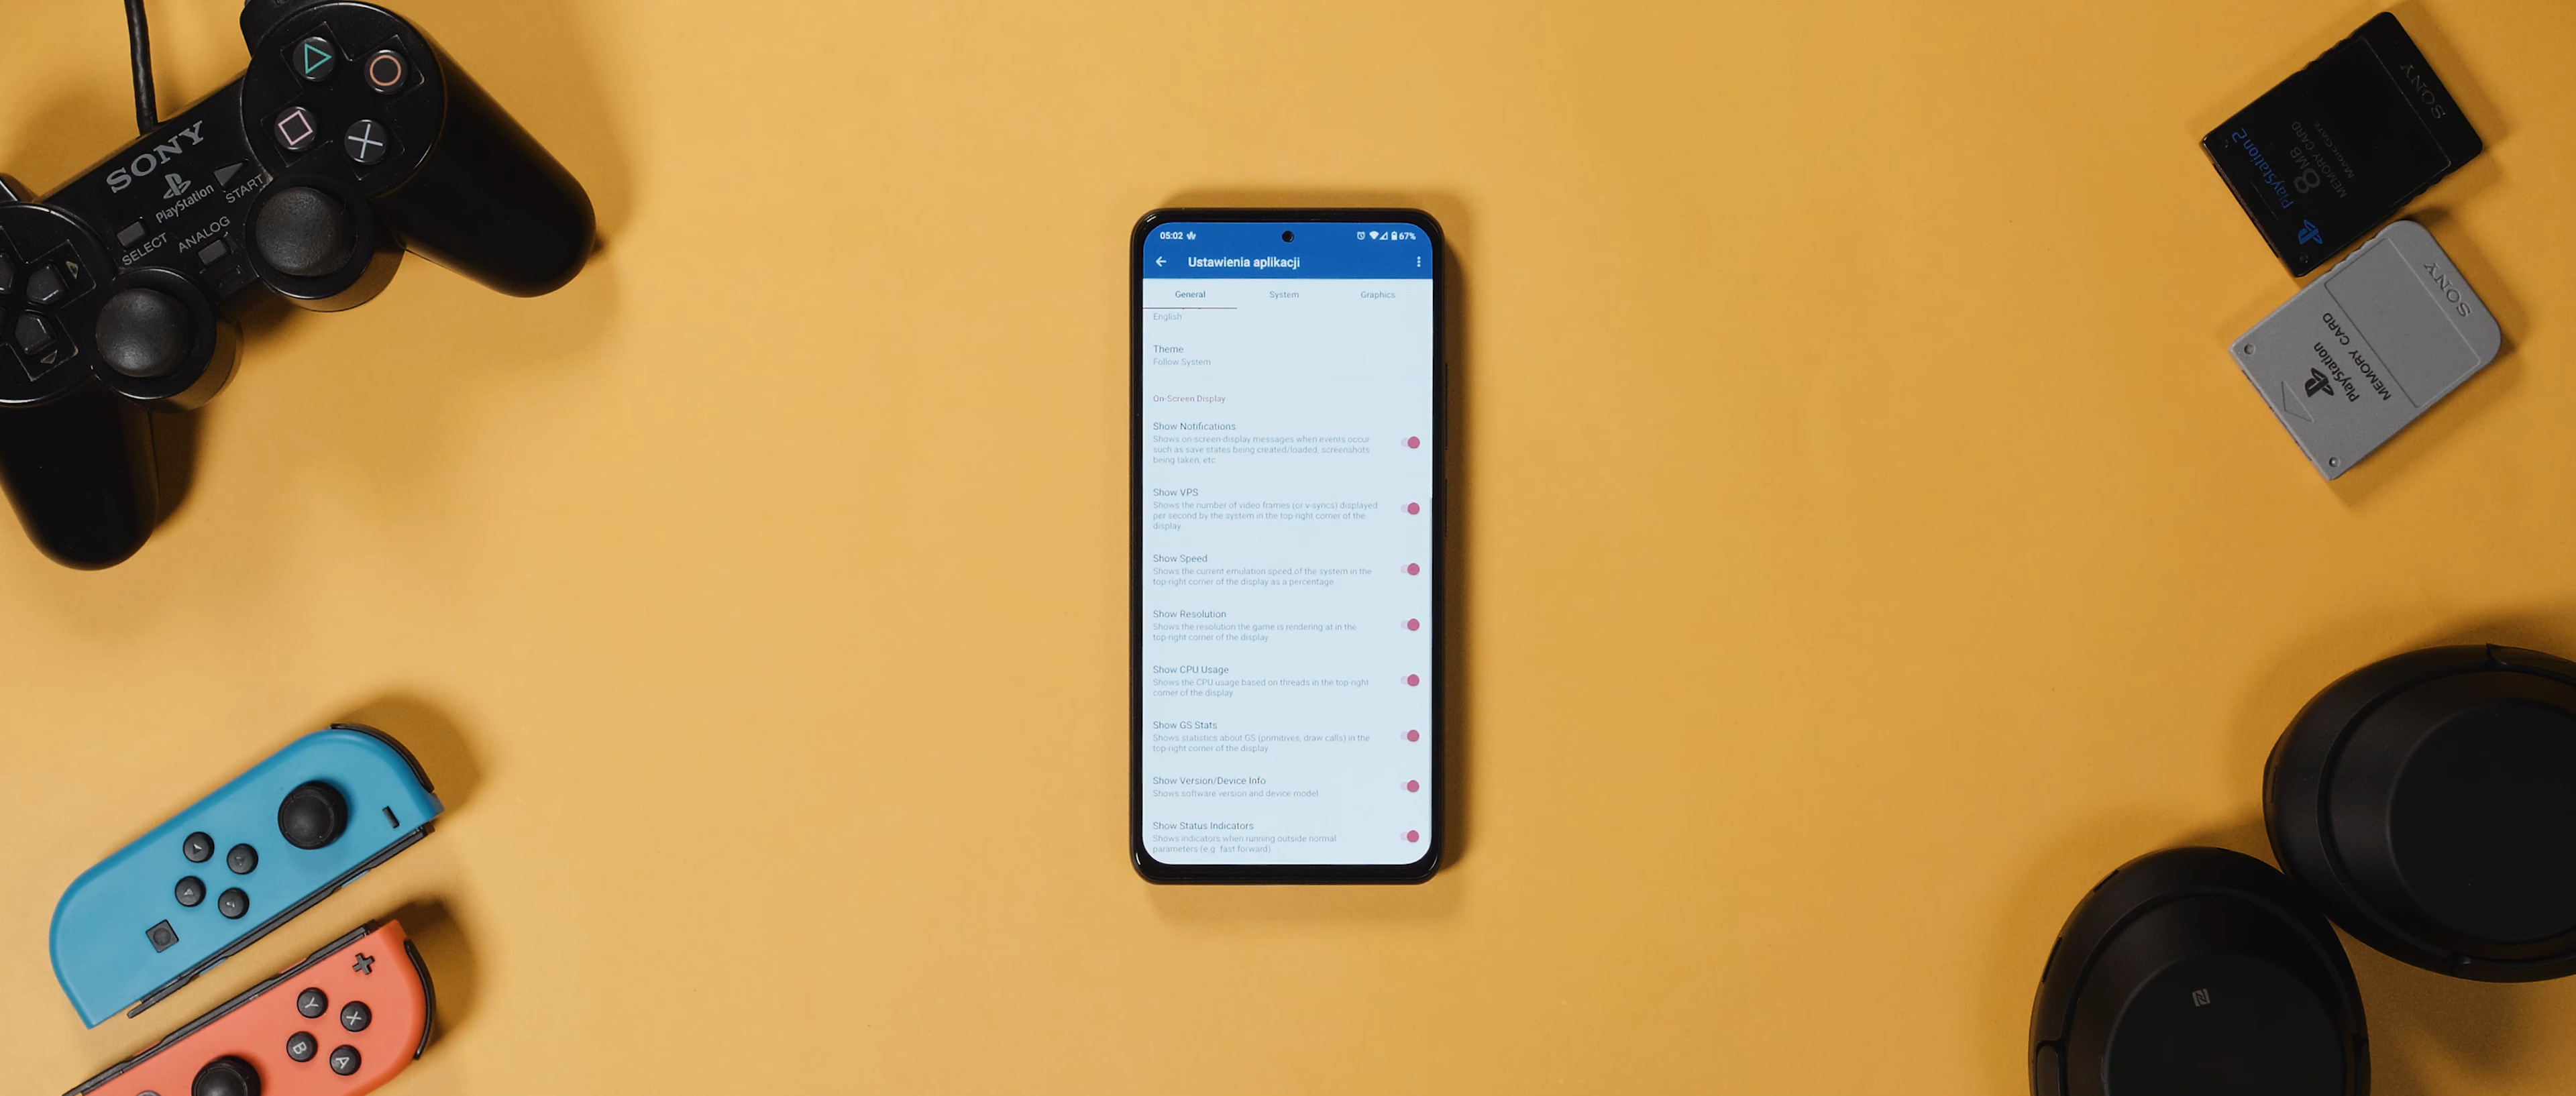 SONY
PlayStation
SELECT
ANALOG
START
05:02
67%
Ustawienia aplikacji
General
System
Graphics
English
Theme
Follow System
On-Screen Display
Show Notifications
Shows on-screen-display messages when events occur
such as save states being created/loaded, screenshots
being taken, etc.
Show VPS
Shows the number of video frames (or v-syncs) displayed
per second by the system in the top-right corner of the
display.
Show Speed
Shows the current emulation speed of the system in the
top-right corner of the display as a percentage.
Show Resolution
Shows the resolution the game is rendering at in the
top-right corner of the display.
Show CPU Usage
Shows the CPU usage based on threads in the top-right
corner of the display.
Show GS Stats
Shows statistics about GS (primitives, draw calls) in the
top-right corner of the display.
Show Version/Device Info
Shows software version and device model.
Show Status Indicators
Shows indicators when running outside normal
parameters (e.g. fast forward).
SONY
MagicGate
MEMORY CARD
8MB
PlayStation 2
SONY
MEMORY CARD
PlayStation
Y
X
B
A